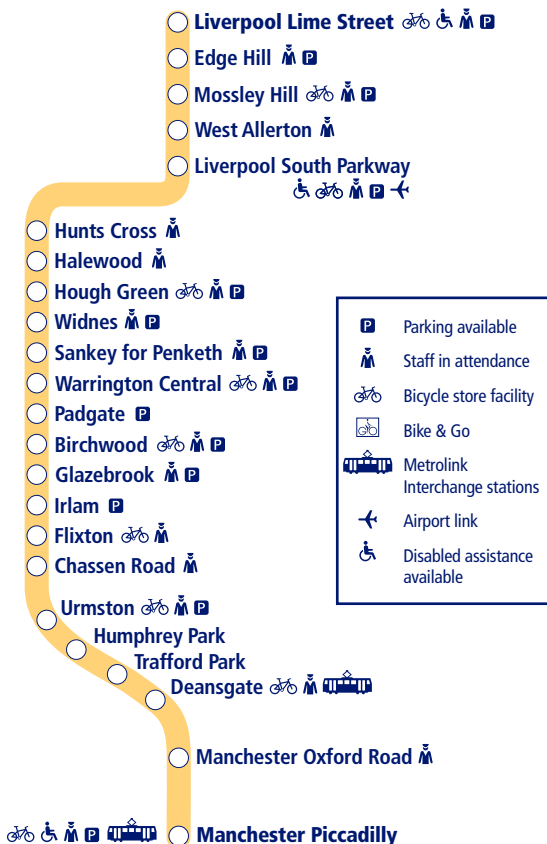 Liverpool Lime Street P
Edge Hill P
Mossley Hill P
West Allerton
Liverpool South Parkway
P
Hunts Cross
Halewood
Hough Green P
Widnes P
Sankey for Penketh P
Warrington Central P
Padgate P
Birchwood P
Glazebrook P
Irlam P
Flixton
Chassen Road
Urmston P
Humphrey Park
Trafford Park
Deansgate
Manchester Oxford Road
P Manchester Piccadilly
P Parking available
Staff in attendance
Bicycle store facility
Bike & Go
Metrolink
Interchange stations
Airport link
Disabled assistance
available